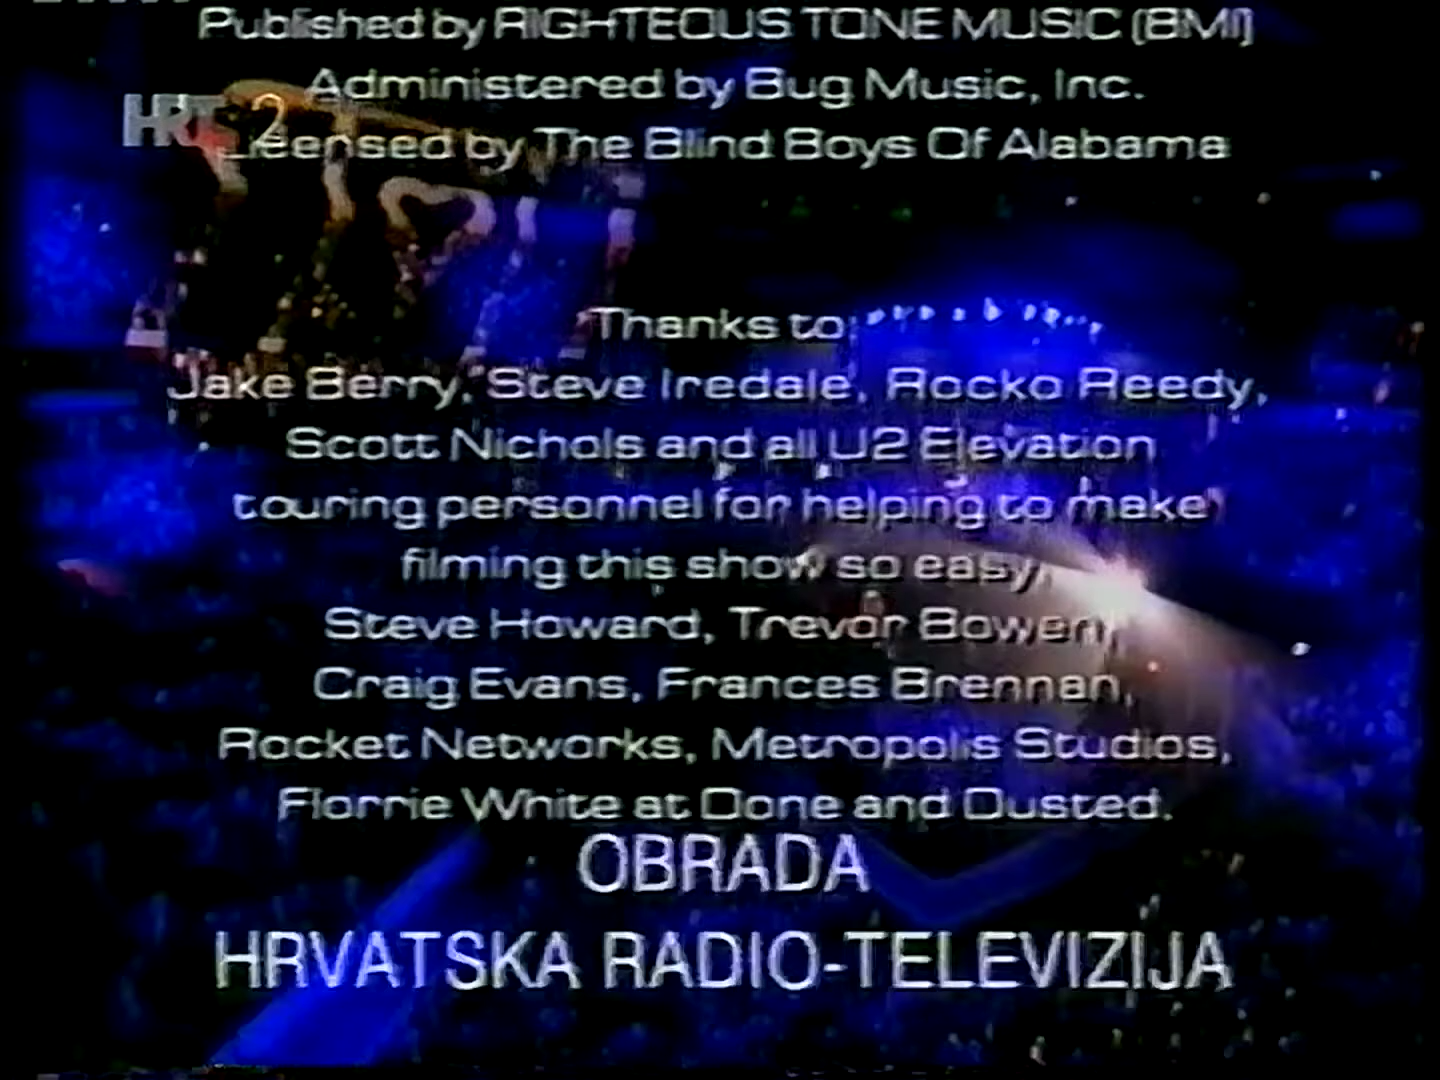 Published by RIGHTEOUS TONE MUSIC (BMI)
Administered by Bug Music, Inc.
HRT 2
Licensed by The Blind Boys Of Alabama
Thanks to:
Jake Berry, Steve Iredale, Rocko Reedy,
Scott Nichols and all U2 Elevation
touring personnel for helping to make
filming this show so easy.
Steve Howard, Trevor Bowen,
Craig Evans, Frances Brennan,
Rocket Networks, Metropolis Studios,
Florrie White at Done and Dusted.
OBRADA
HRVATSKA RADIO-TELEVIZIJA